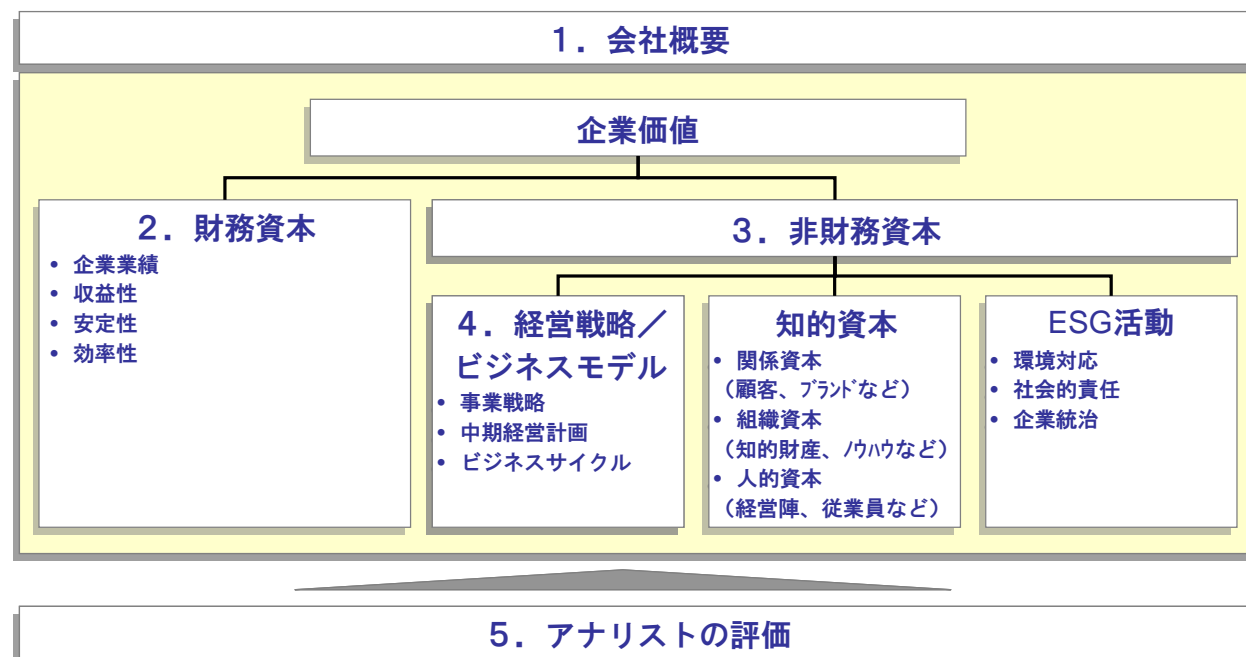 １．会社概要
企業価値
２．財務資本
• 企業業績
• 収益性
• 安定性
• 効率性
３．非財務資本
４．経営戦略／
ビジネスモデル
• 事業戦略
• 中期経営計画
• ビジネスサイクル
知的資本
• 関係資本
（顧客、ﾌﾞﾗﾝﾄﾞなど）
• 組織資本
（知的財産、ﾉｳﾊｳなど）
• 人的資本
（経営陣、従業員など）
ESG活動
• 環境対応
• 社会的責任
• 企業統治
５．アナリストの評価